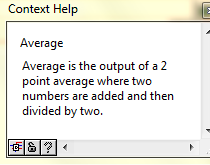 Context Help
Average
Average is the output of a 2
point average where two
numbers are added and then
divided by two.
?